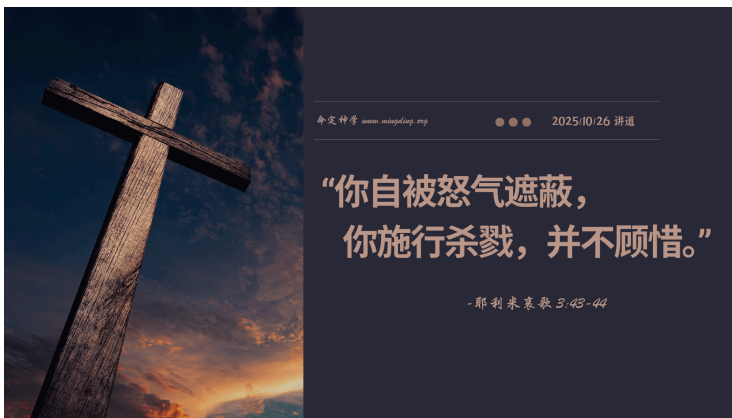 命定神学 www.mingding.org
2025/10/26 讲道
“你自被怒气遮蔽，
你施行杀戮，并不顾惜。”
-耶利米哀歌 3:43-44